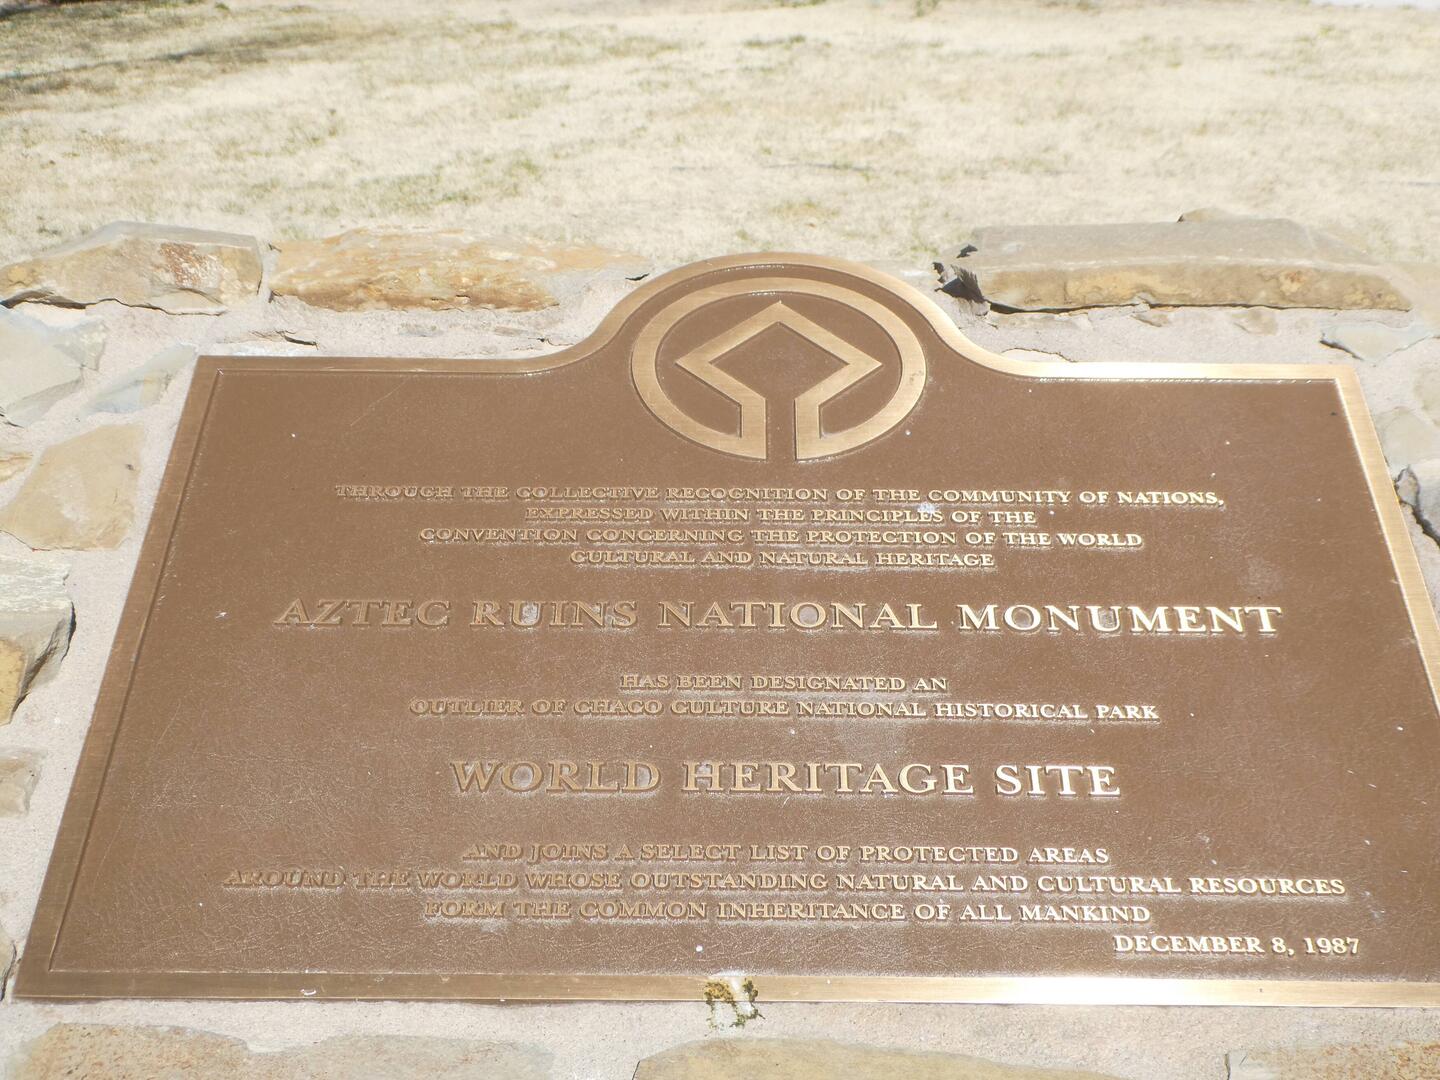 THROUGH THE COLLECTIVE RECOGNITION OF THE COMMUNITY OF NATIONS,
EXPRESSED WITHIN THE PRINCIPLES OF THE
CONVENTION CONCERNING THE PROTECTION OF THE WORLD
CULTURAL AND NATURAL HERITAGE
AZTEC RUINS NATIONAL MONUMENT
HAS BEEN DESIGNATED AN
OUTLIER OF CHACO CULTURE NATIONAL HISTORICAL PARK
WORLD HERITAGE SITE
AND JOINS A SELECT LIST OF PROTECTED AREAS
AROUND THE WORLD WHOSE OUTSTANDING NATURAL AND CULTURAL RESOURCES
FORM THE COMMON INHERITANCE OF ALL MANKIND
DECEMBER 8, 1987